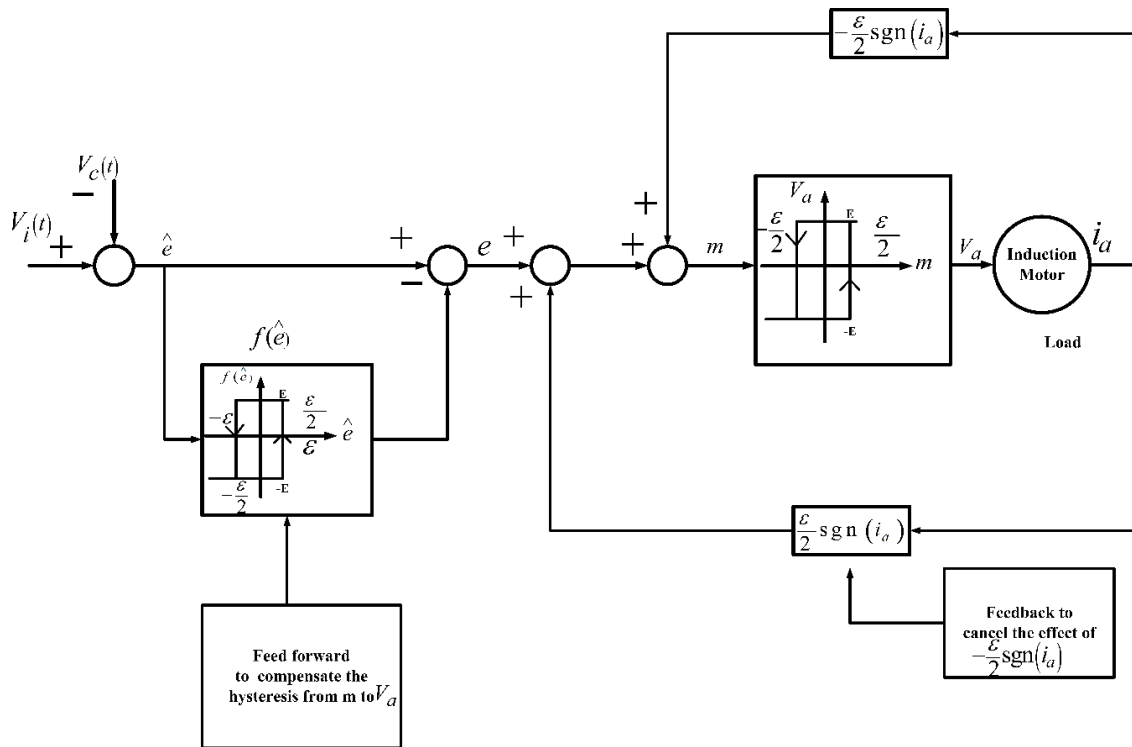 -ε/2 sgn(i_a)
V_c(t)
−
V_i(t)
+
ê
+
−
e
+
+
+
+
m
V_a
E
-ε/2
ε/2
m
-E
V_a
Induction
Motor
i_a
Load
f(ê)
f(ê)
E
-ε
ε/2
ê
ε
-ε/2
-E
ε/2 sgn (i_a)
Feed forward
to compensate the
hysteresis from m to V_a
Feedback to
cancel the effect of
-ε/2 sgn(i_a)